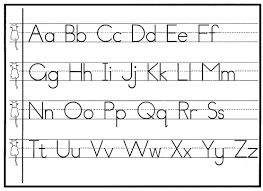 Aa Bb Cc Dd Ee Ff
Gg Hh Ii Jj Kk Ll Mm
Nn Oo Pp Qq Rr Ss
Tt Uu Vv Ww Xx Yy Zz